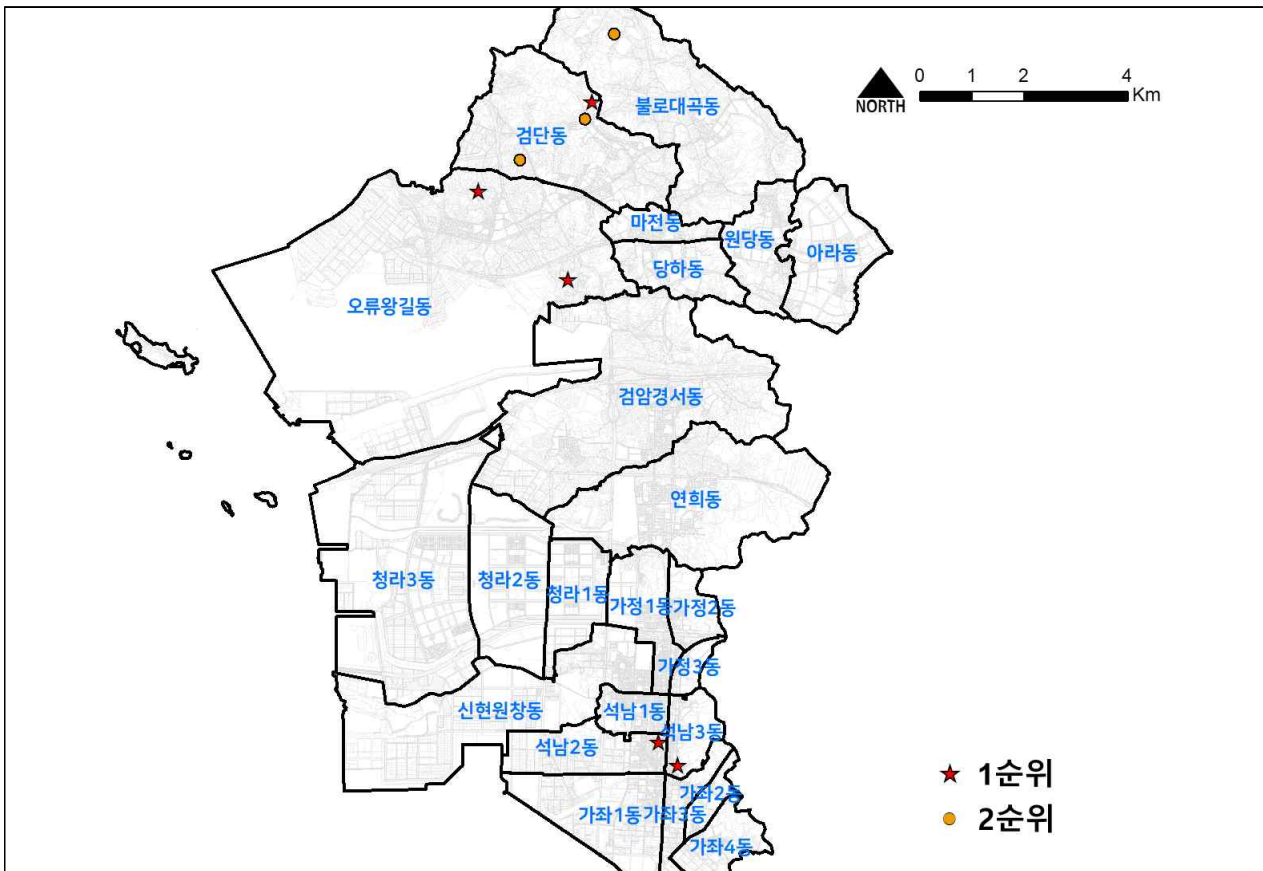 0 1 2 4
Km
NORTH
불로대곡동
검단동
마전동
원당동
아라동
당하동
오류왕길동
검암경서동
연희동
청라3동
청라2동
청라1동
가정1동
가정2동
가정3동
신현원창동
석남1동
석남3동
석남2동
가좌2동
가좌1동
가좌3동
가좌4동
1순위
2순위